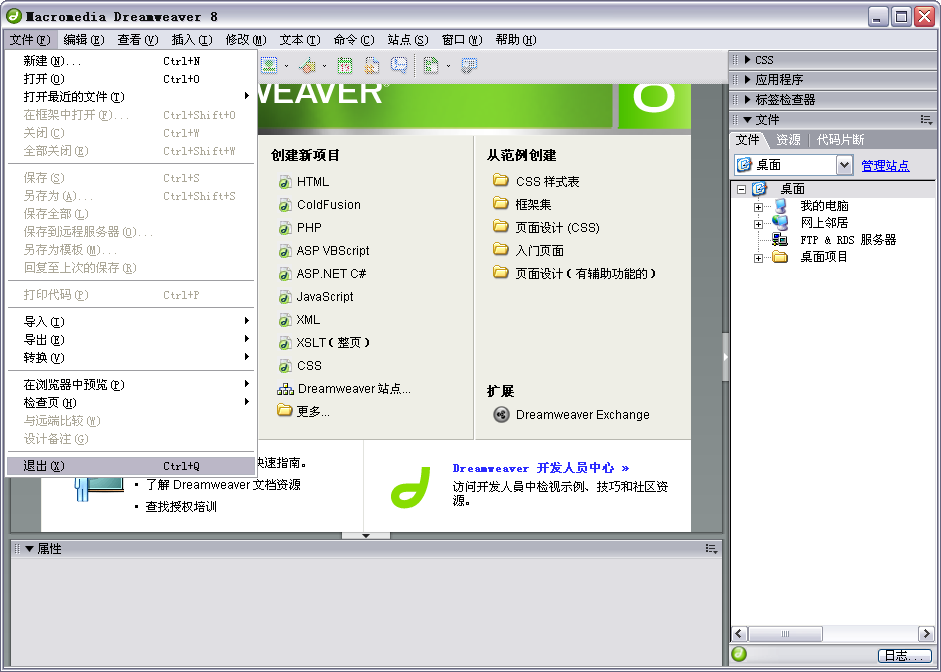 Macromedia Dreamweaver 8
文件(F) 编辑(E) 查看(V) 插入(I) 修改(M) 文本(T) 命令(C) 站点(S) 窗口(W) 帮助(H)
新建(N)... Ctrl+N
打开(O) Ctrl+O
打开最近的文件(T)
在框架中打开(F)... Ctrl+Shift+O
关闭(C) Ctrl+W
全部关闭(E) Ctrl+Shift+W
保存(S) Ctrl+S
另存为(A)... Ctrl+Shift+S
保存全部(L)
保存到远程服务器(O)...
另存为模板(M)...
回复至上次的保存(R)
打印代码(P) Ctrl+P
导入(I)
导出(E)
转换(V)
在浏览器中预览(P)
检查页(H)
与远端比较(W)
设计备注(G)
退出(X) Ctrl+Q
WEAVER 8
创建新项目
HTML
ColdFusion
PHP
ASP VBScript
ASP.NET C#
JavaScript
XML
XSLT（整页）
CSS
Dreamweaver 站点...
更多...
从范例创建
CSS 样式表
框架集
页面设计 (CSS)
入门页面
页面设计（有辅助功能的）
扩展
Dreamweaver Exchange
快速指南。
• 了解 Dreamweaver 文档资源
• 查找授权培训
Dreamweaver 开发人员中心 »
访问开发人员中检视示例、技巧和社区资
源。
属性
CSS
应用程序
标签检查器
文件
文件 资源 代码片断
桌面 管理站点
桌面
我的电脑
网上邻居
FTP & RDS 服务器
桌面项目
日志...